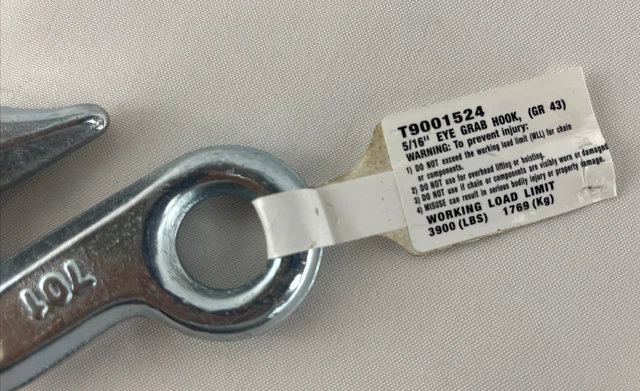 T9001524
5/16" EYE GRAB HOOK, (GR 43)
WARNING: To prevent injury:
1) DO NOT exceed the working load limit (WLL) for chain
or components.
2) DO NOT use for overhead lifting or hoisting.
3) DO NOT use if chain or components are visibly worn or damaged
4) MISUSE can result in serious bodily injury or property damage.
WORKING LOAD LIMIT
3900 (LBS) 1769 (Kg)